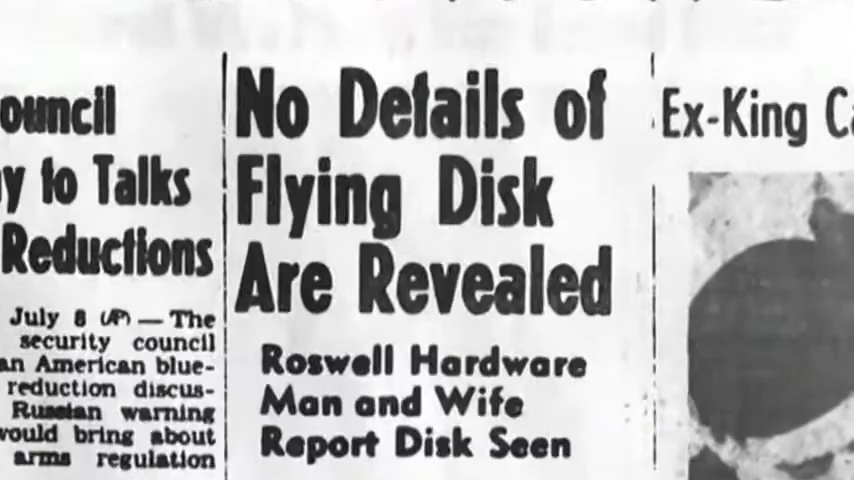 ouncil
y to Talks
Reductions
July 8 (AP) — The
security council
an American blue-
reduction discus-
Russian warning
would bring about
arms regulation
No Details of
Flying Disk
Are Revealed
Roswell Hardware
Man and Wife
Report Disk Seen
Ex-King Ca